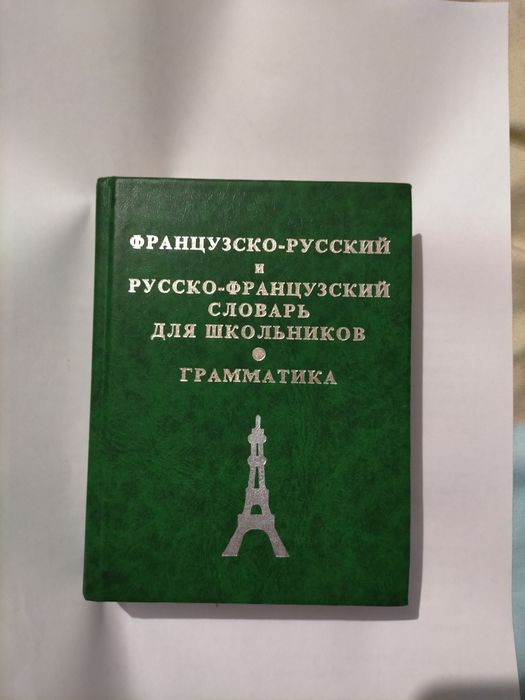 ФРАНЦУЗСКО-РУССКИЙ
и
РУССКО-ФРАНЦУЗСКИЙ
СЛОВАРЬ
ДЛЯ ШКОЛЬНИКОВ
ГРАММАТИКА